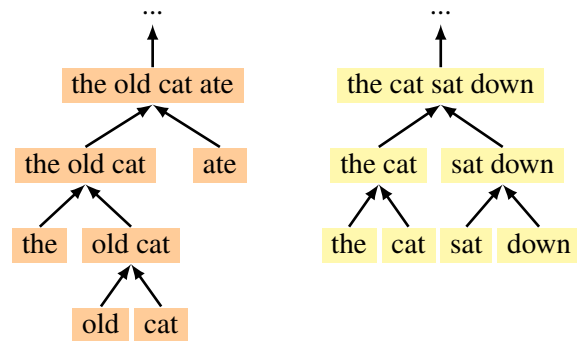 ... ...
the old cat ate the cat sat down
the old cat ate the cat sat down
the old cat the cat sat down
old cat